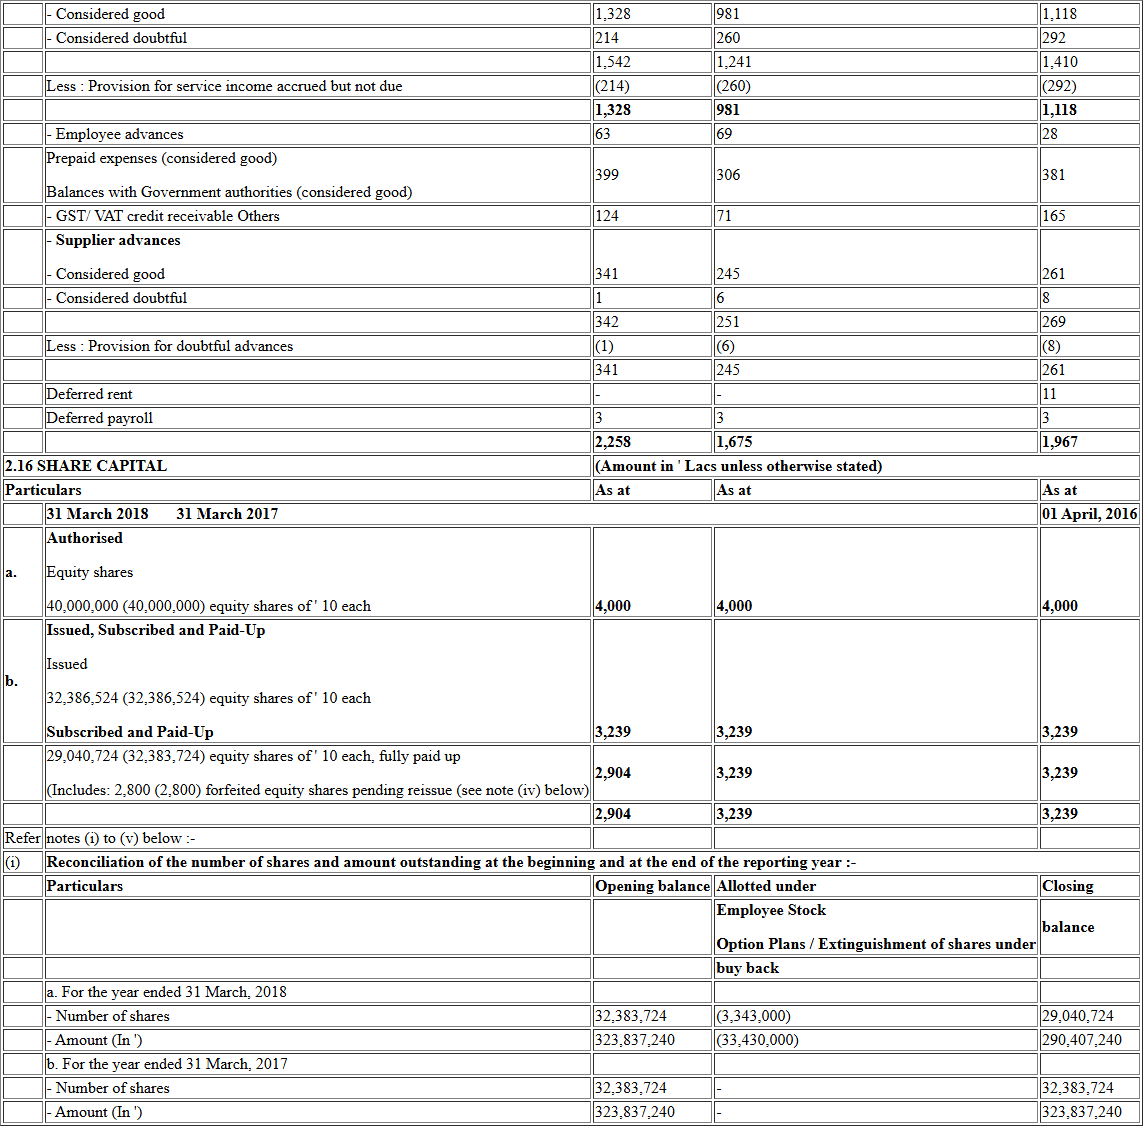 - Considered good 1,328 981 1,118
- Considered doubtful 214 260 292
1,542 1,241 1,410
Less : Provision for service income accrued but not due (214) (260) (292)
1,328 981 1,118
- Employee advances 63 69 28
Prepaid expenses (considered good)
399 306 381
Balances with Government authorities (considered good)
- GST/ VAT credit receivable Others 124 71 165
- Supplier advances
- Considered good 341 245 261
- Considered doubtful 1 6 8
342 251 269
Less : Provision for doubtful advances (1) (6) (8)
341 245 261
Deferred rent - - 11
Deferred payroll 3 3 3
2,258 1,675 1,967
2.16 SHARE CAPITAL (Amount in ' Lacs unless otherwise stated)
Particulars As at As at As at
31 March 2018 31 March 2017 01 April, 2016
Authorised
a. Equity shares
40,000,000 (40,000,000) equity shares of ' 10 each 4,000 4,000 4,000
Issued, Subscribed and Paid-Up
Issued
b.
32,386,524 (32,386,524) equity shares of ' 10 each
Subscribed and Paid-Up 3,239 3,239 3,239
29,040,724 (32,383,724) equity shares of ' 10 each, fully paid up
2,904 3,239 3,239
(Includes: 2,800 (2,800) forfeited equity shares pending reissue (see note (iv) below)
2,904 3,239 3,239
Refer notes (i) to (v) below :-
(i) Reconciliation of the number of shares and amount outstanding at the beginning and at the end of the reporting year :-
Particulars Opening balance Allotted under Closing
Employee Stock
balance
Option Plans / Extinguishment of shares under
buy back
a. For the year ended 31 March, 2018
- Number of shares 32,383,724 (3,343,000) 29,040,724
- Amount (In ') 323,837,240 (33,430,000) 290,407,240
b. For the year ended 31 March, 2017
- Number of shares 32,383,724 - 32,383,724
- Amount (In ') 323,837,240 - 323,837,240